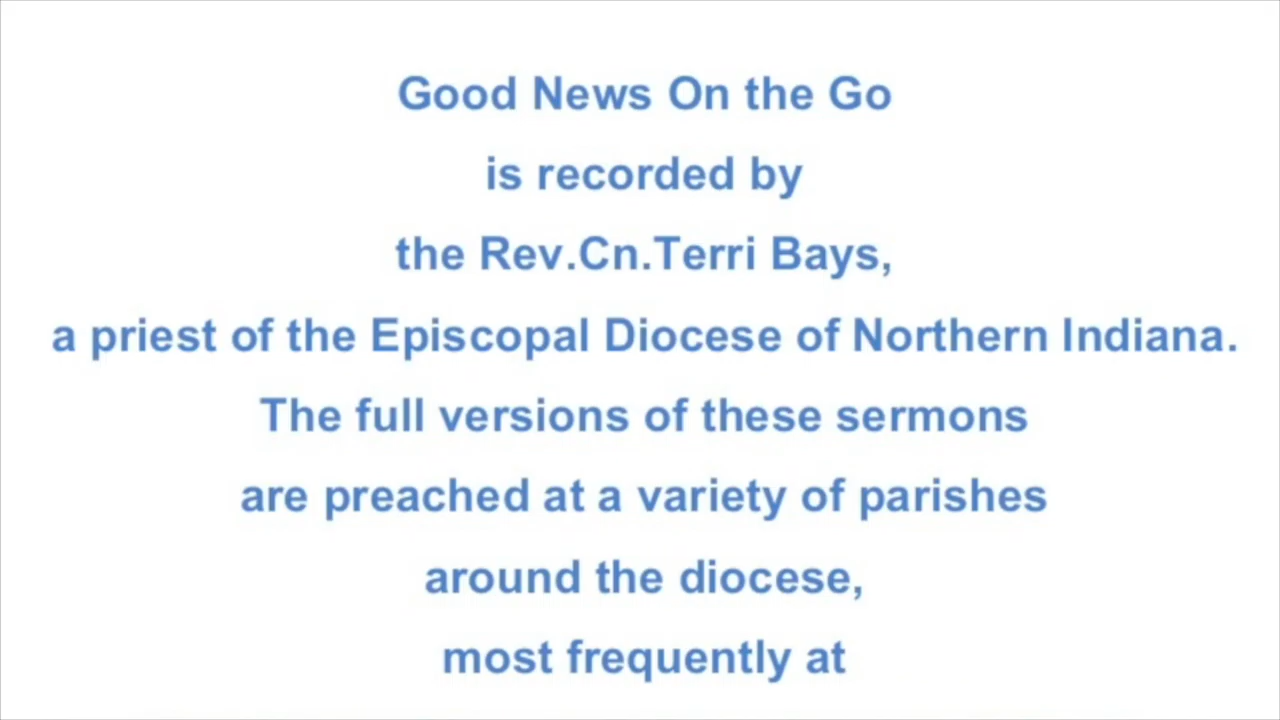 Good News On the Go
is recorded by
the Rev.Cn.Terri Bays,
a priest of the Episcopal Diocese of Northern Indiana.
The full versions of these sermons
are preached at a variety of parishes
around the diocese,
most frequently at